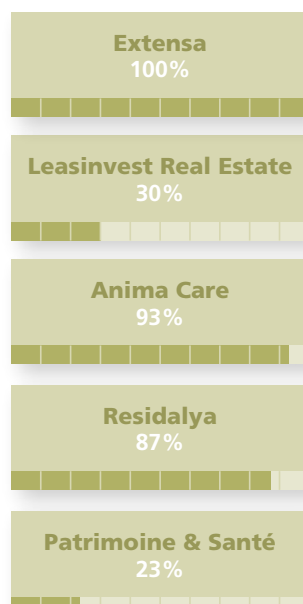 Extensa
100%
Leasinvest Real Estate
30%
Anima Care
93%
Residalya
87%
Patrimoine & Santé
23%